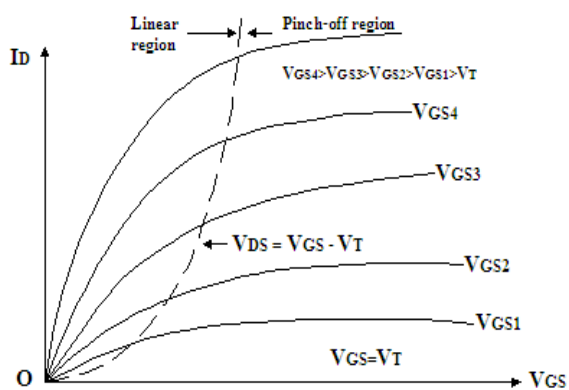 Linear
region
Pinch-off region
ID
VGS4>VGS3>VGS2>VGS1>VT
VGS4
VGS3
VDS = VGS - VT
VGS2
VGS1
VGS=VT
O
VGS